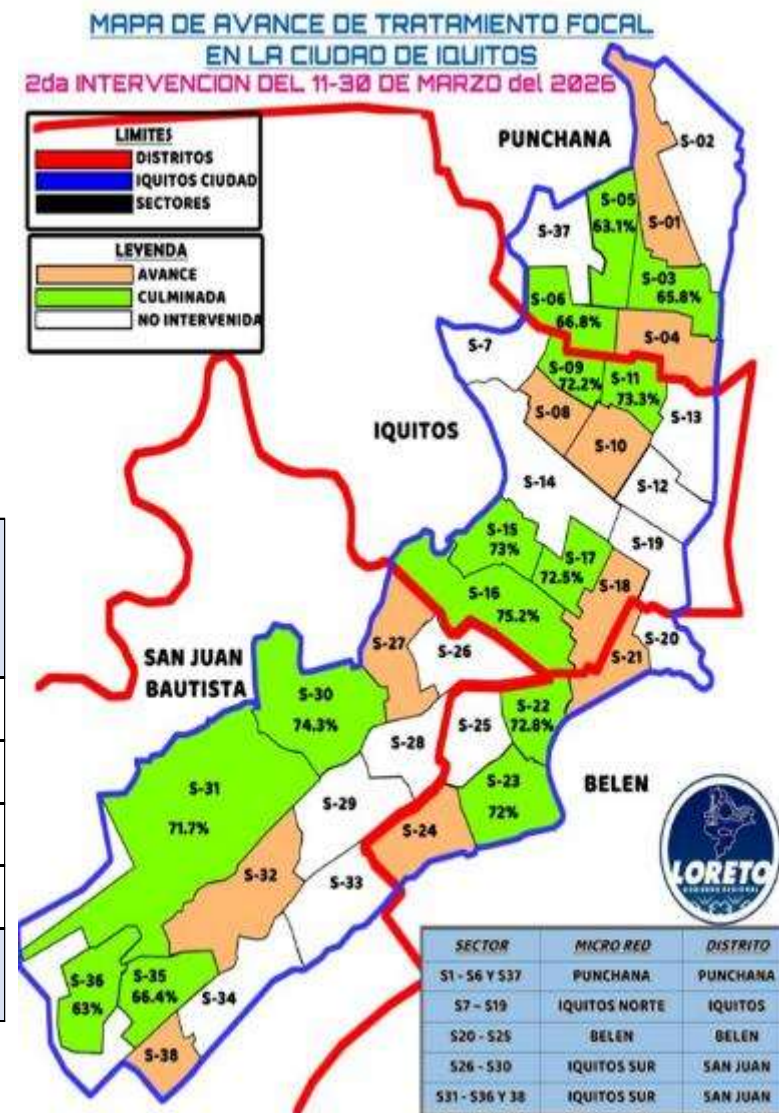 MAPA DE AVANCE DE TRATAMIENTO FOCAL
EN LA CIUDAD DE IQUITOS
2da INTERVENCION DEL 11-30 DE MARZO del 2026
LIMITES
DISTRITOS
IQUITOS CIUDAD
SECTORES
LEYENDA
AVANCE
CULMINADA
NO INTERVENIDA
PUNCHANA
S-02
S-05
63.1%
S-01
S-37
S-03
65.8%
S-06
66.8%
S-04
S-7
S-09
72.2%
S-11
73.3%
S-13
S-08
IQUITOS
S-10
S-14
S-12
S-15
73%
S-17
72.5%
S-19
S-18
S-16
75.2%
S-27
S-26
S-21
S-20
SAN JUAN
BAUTISTA
S-30
74.3%
S-22
72.8%
S-25
S-28
S-31
71.7%
S-23
72%
BELEN
S-29
S-24
S-32
S-33
S-36
63%
S-35
66.4%
S-34
S-38
LORETO
GOBIERNO REGIONAL
SECTOR MICRO RED DISTRITO
S1 - S6 Y S37 PUNCHANA PUNCHANA
S7 - S19 IQUITOS NORTE IQUITOS
S20 - S25 BELEN BELEN
S26 - S30 IQUITOS SUR SAN JUAN
S31 - S36 Y 38 IQUITOS SUR SAN JUAN